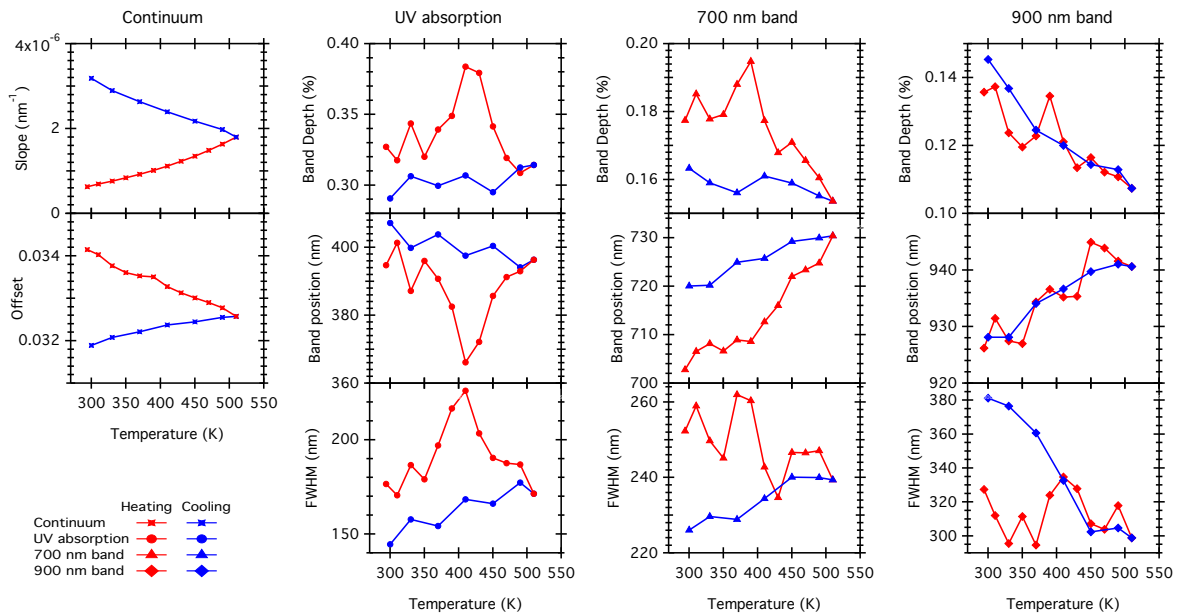 Continuum
UV absorption
700 nm band
900 nm band
4x10-6
2
0
Slope (nm-1)
0.40
0.35
0.30
Band Depth (%)
0.20
0.18
0.16
Band Depth (%)
0.14
0.12
0.10
Band Depth (%)
0.034
0.032
Offset
400
380
360
Band position (nm)
730
720
710
700
Band position (nm)
940
930
920
Band position (nm)
300 350 400 450 500 550
Temperature (K)
200
150
FWHM (nm)
300 350 400 450 500 550
Temperature (K)
260
240
220
FWHM (nm)
300 350 400 450 500 550
Temperature (K)
380
360
340
320
300
FWHM (nm)
300 350 400 450 500 550
Temperature (K)
Heating Cooling
Continuum
UV absorption
700 nm band
900 nm band